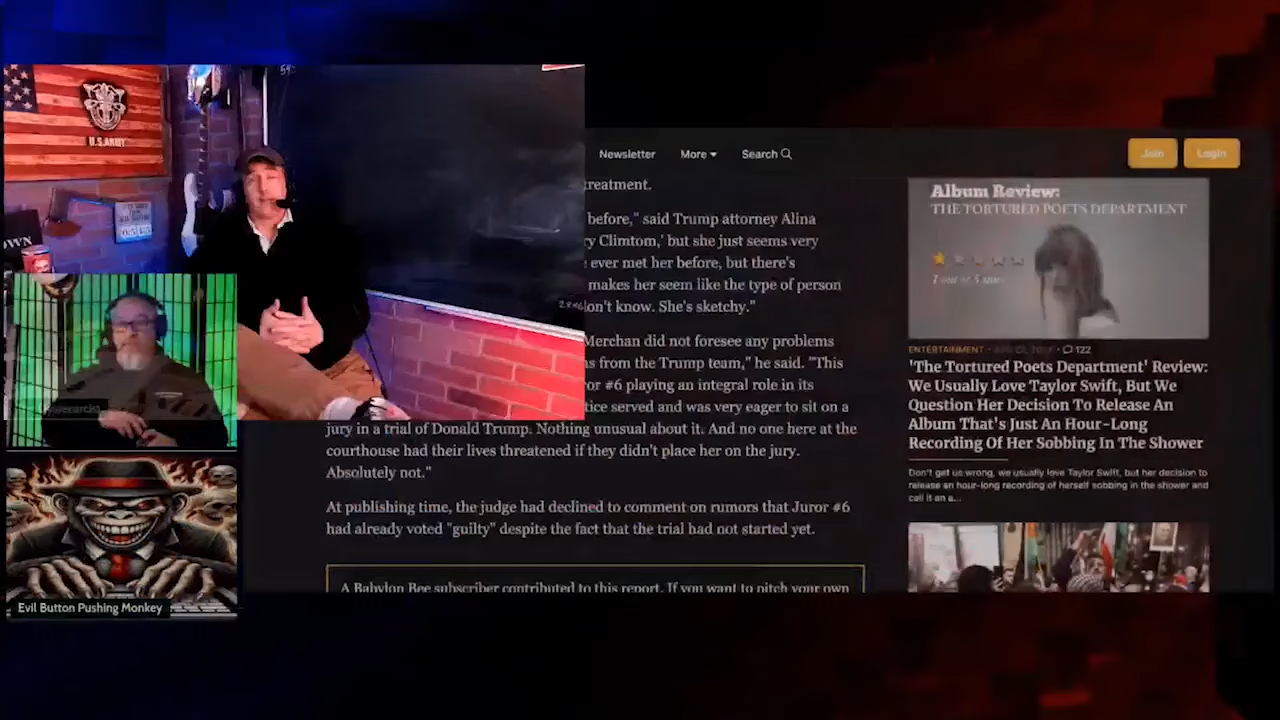 U.S.ARMY
OWN
Newsletter
More
Search
Join
Login
treatment.
before," said Trump attorney Alina
y Climtom,' but she just seems very
ever met her before, but there's
makes her seem like the type of person
on't know. She's sketchy."
Merchan did not foresee any problems
s from the Trump team," he said. "This
or #6 playing an integral role in its
tice served and was very eager to sit on a
jury in a trial of Donald Trump. Nothing unusual about it. And no one here at the
courthouse had their lives threatened if they didn't place her on the jury.
Absolutely not."
At publishing time, the judge had declined to comment on rumors that Juror #6
had already voted "guilty" despite the fact that the trial had not started yet.
A Babylon Bee subscriber contributed to this report. If you want to pitch your own
Album Review:
THE TORTURED POETS DEPARTMENT
ENTERTAINMENT
122
'The Tortured Poets Department' Review:
We Usually Love Taylor Swift, But We
Question Her Decision To Release An
Album That's Just An Hour-Long
Recording Of Her Sobbing In The Shower
Don't get us wrong, we usually love Taylor Swift, but her decision to
release an hour-long recording of herself sobbing in the shower and
call it an a...
Evil Button Pushing Monkey